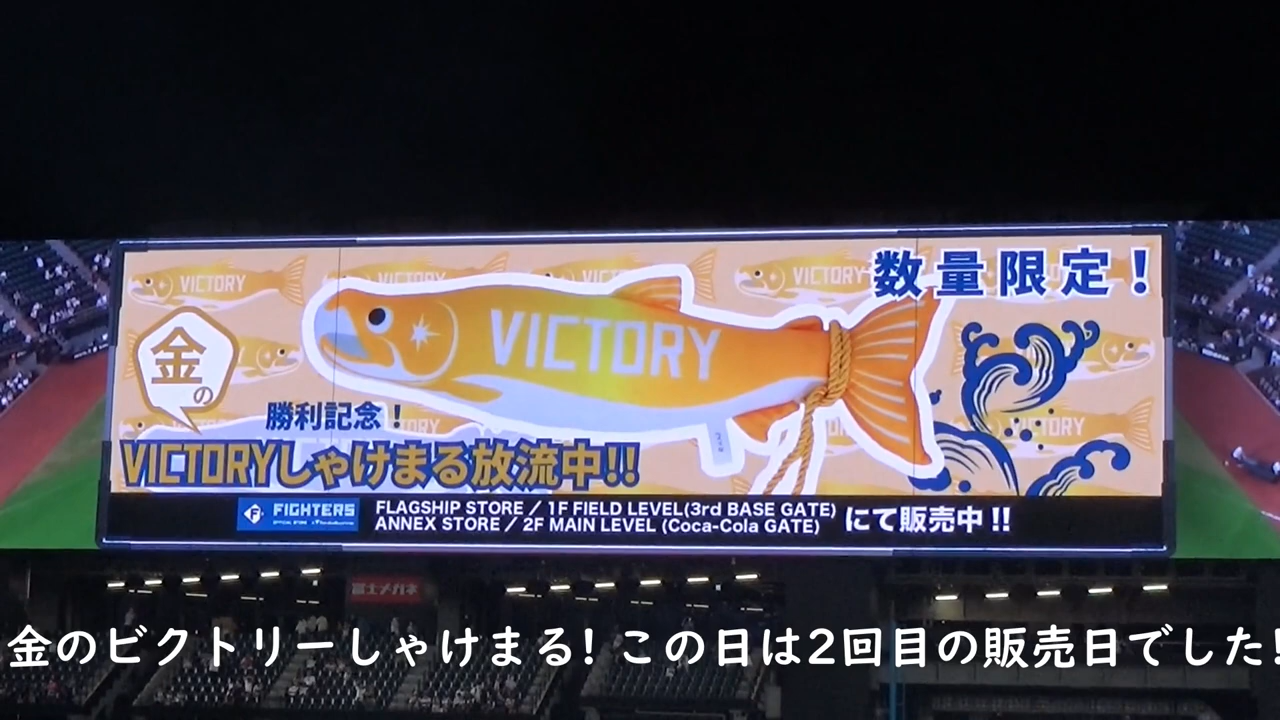 数量限定！
VICTORY
VICTORY
VICTORY
VICTORY
VICTORY
金の
勝利記念！
VICTORYしゃけまる放流中!!
VICTORY
FIGHTERS
FLAGSHIP STORE / 1F FIELD LEVEL(3rd BASE GATE)
ANNEX STORE / 2F MAIN LEVEL (Coca-Cola GATE)
にて販売中!!
富士メガネ
金のビクトリーしゃけまる! この日は2回目の販売日でした!